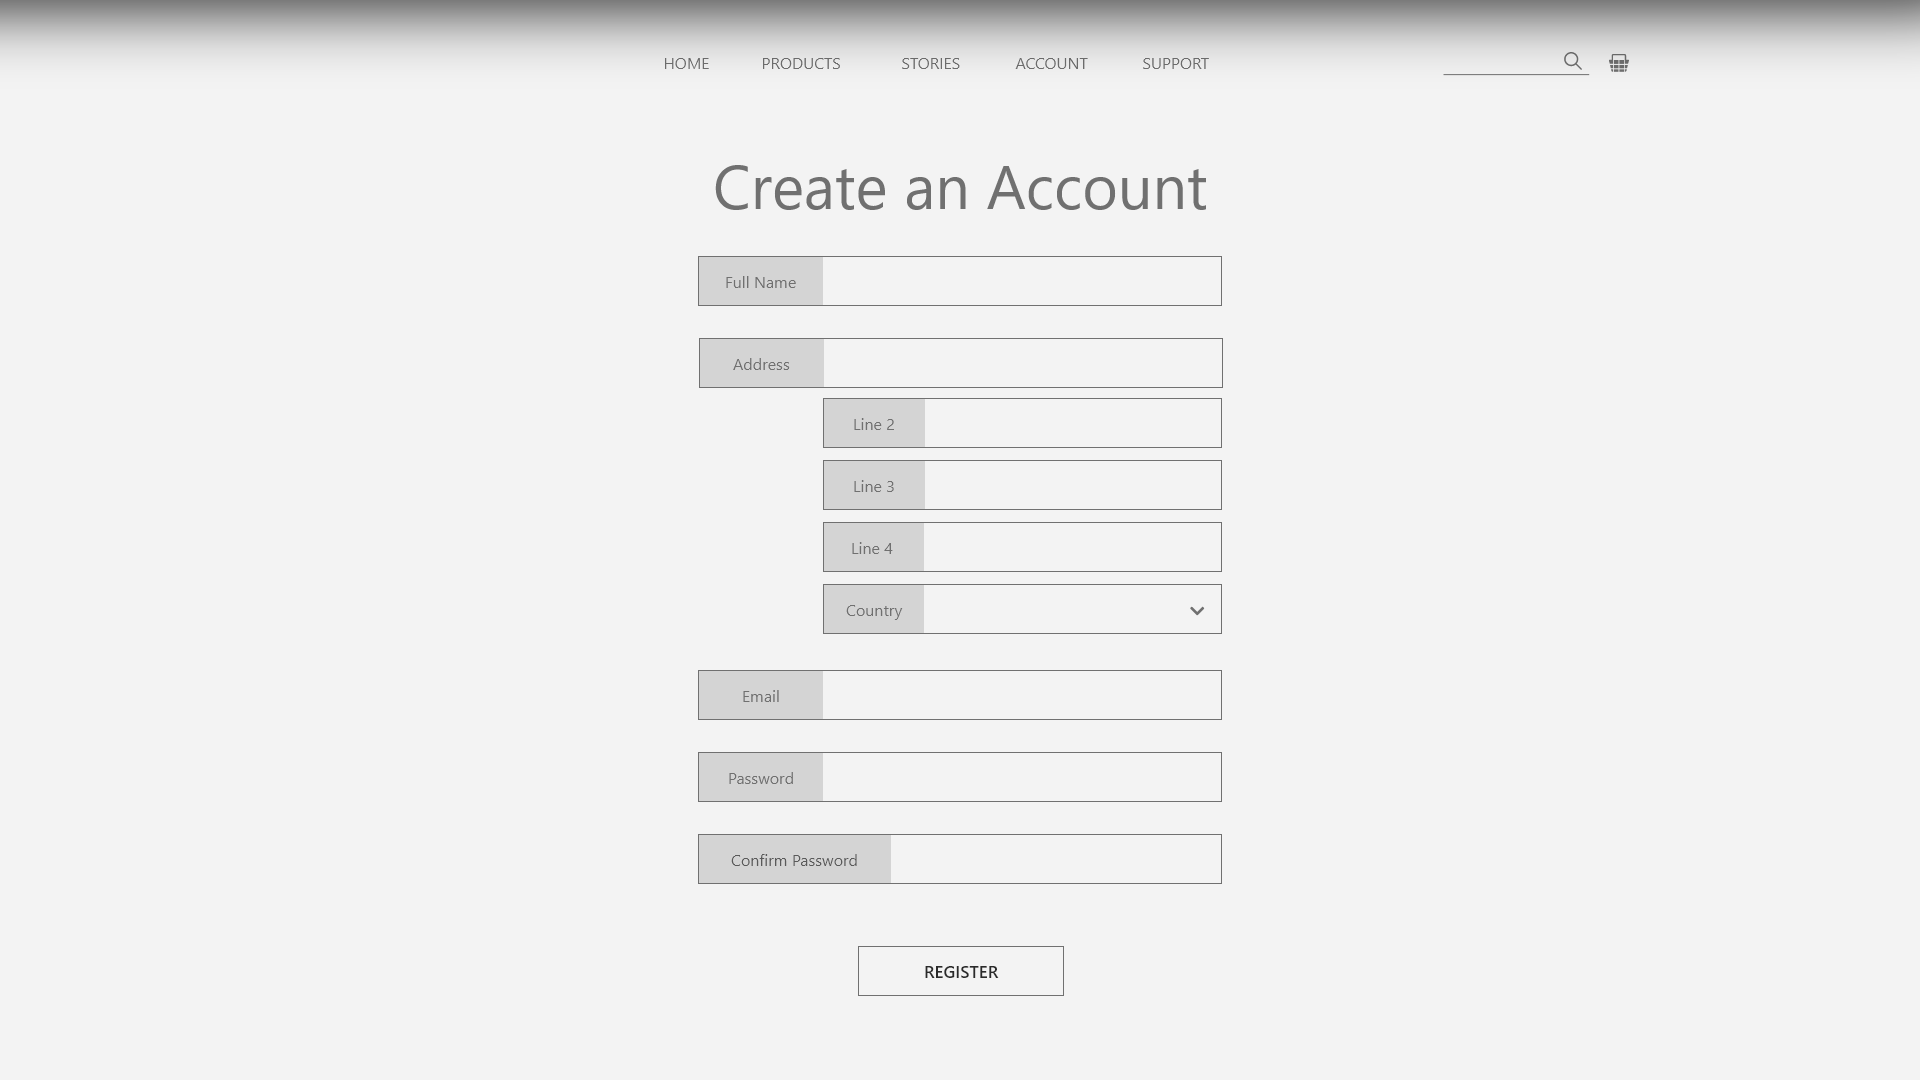 HOME PRODUCTS STORIES ACCOUNT SUPPORT
Create an Account
Full Name
Address
Line 2
Line 3
Line 4
Country
Email
Password
Confirm Password
REGISTER